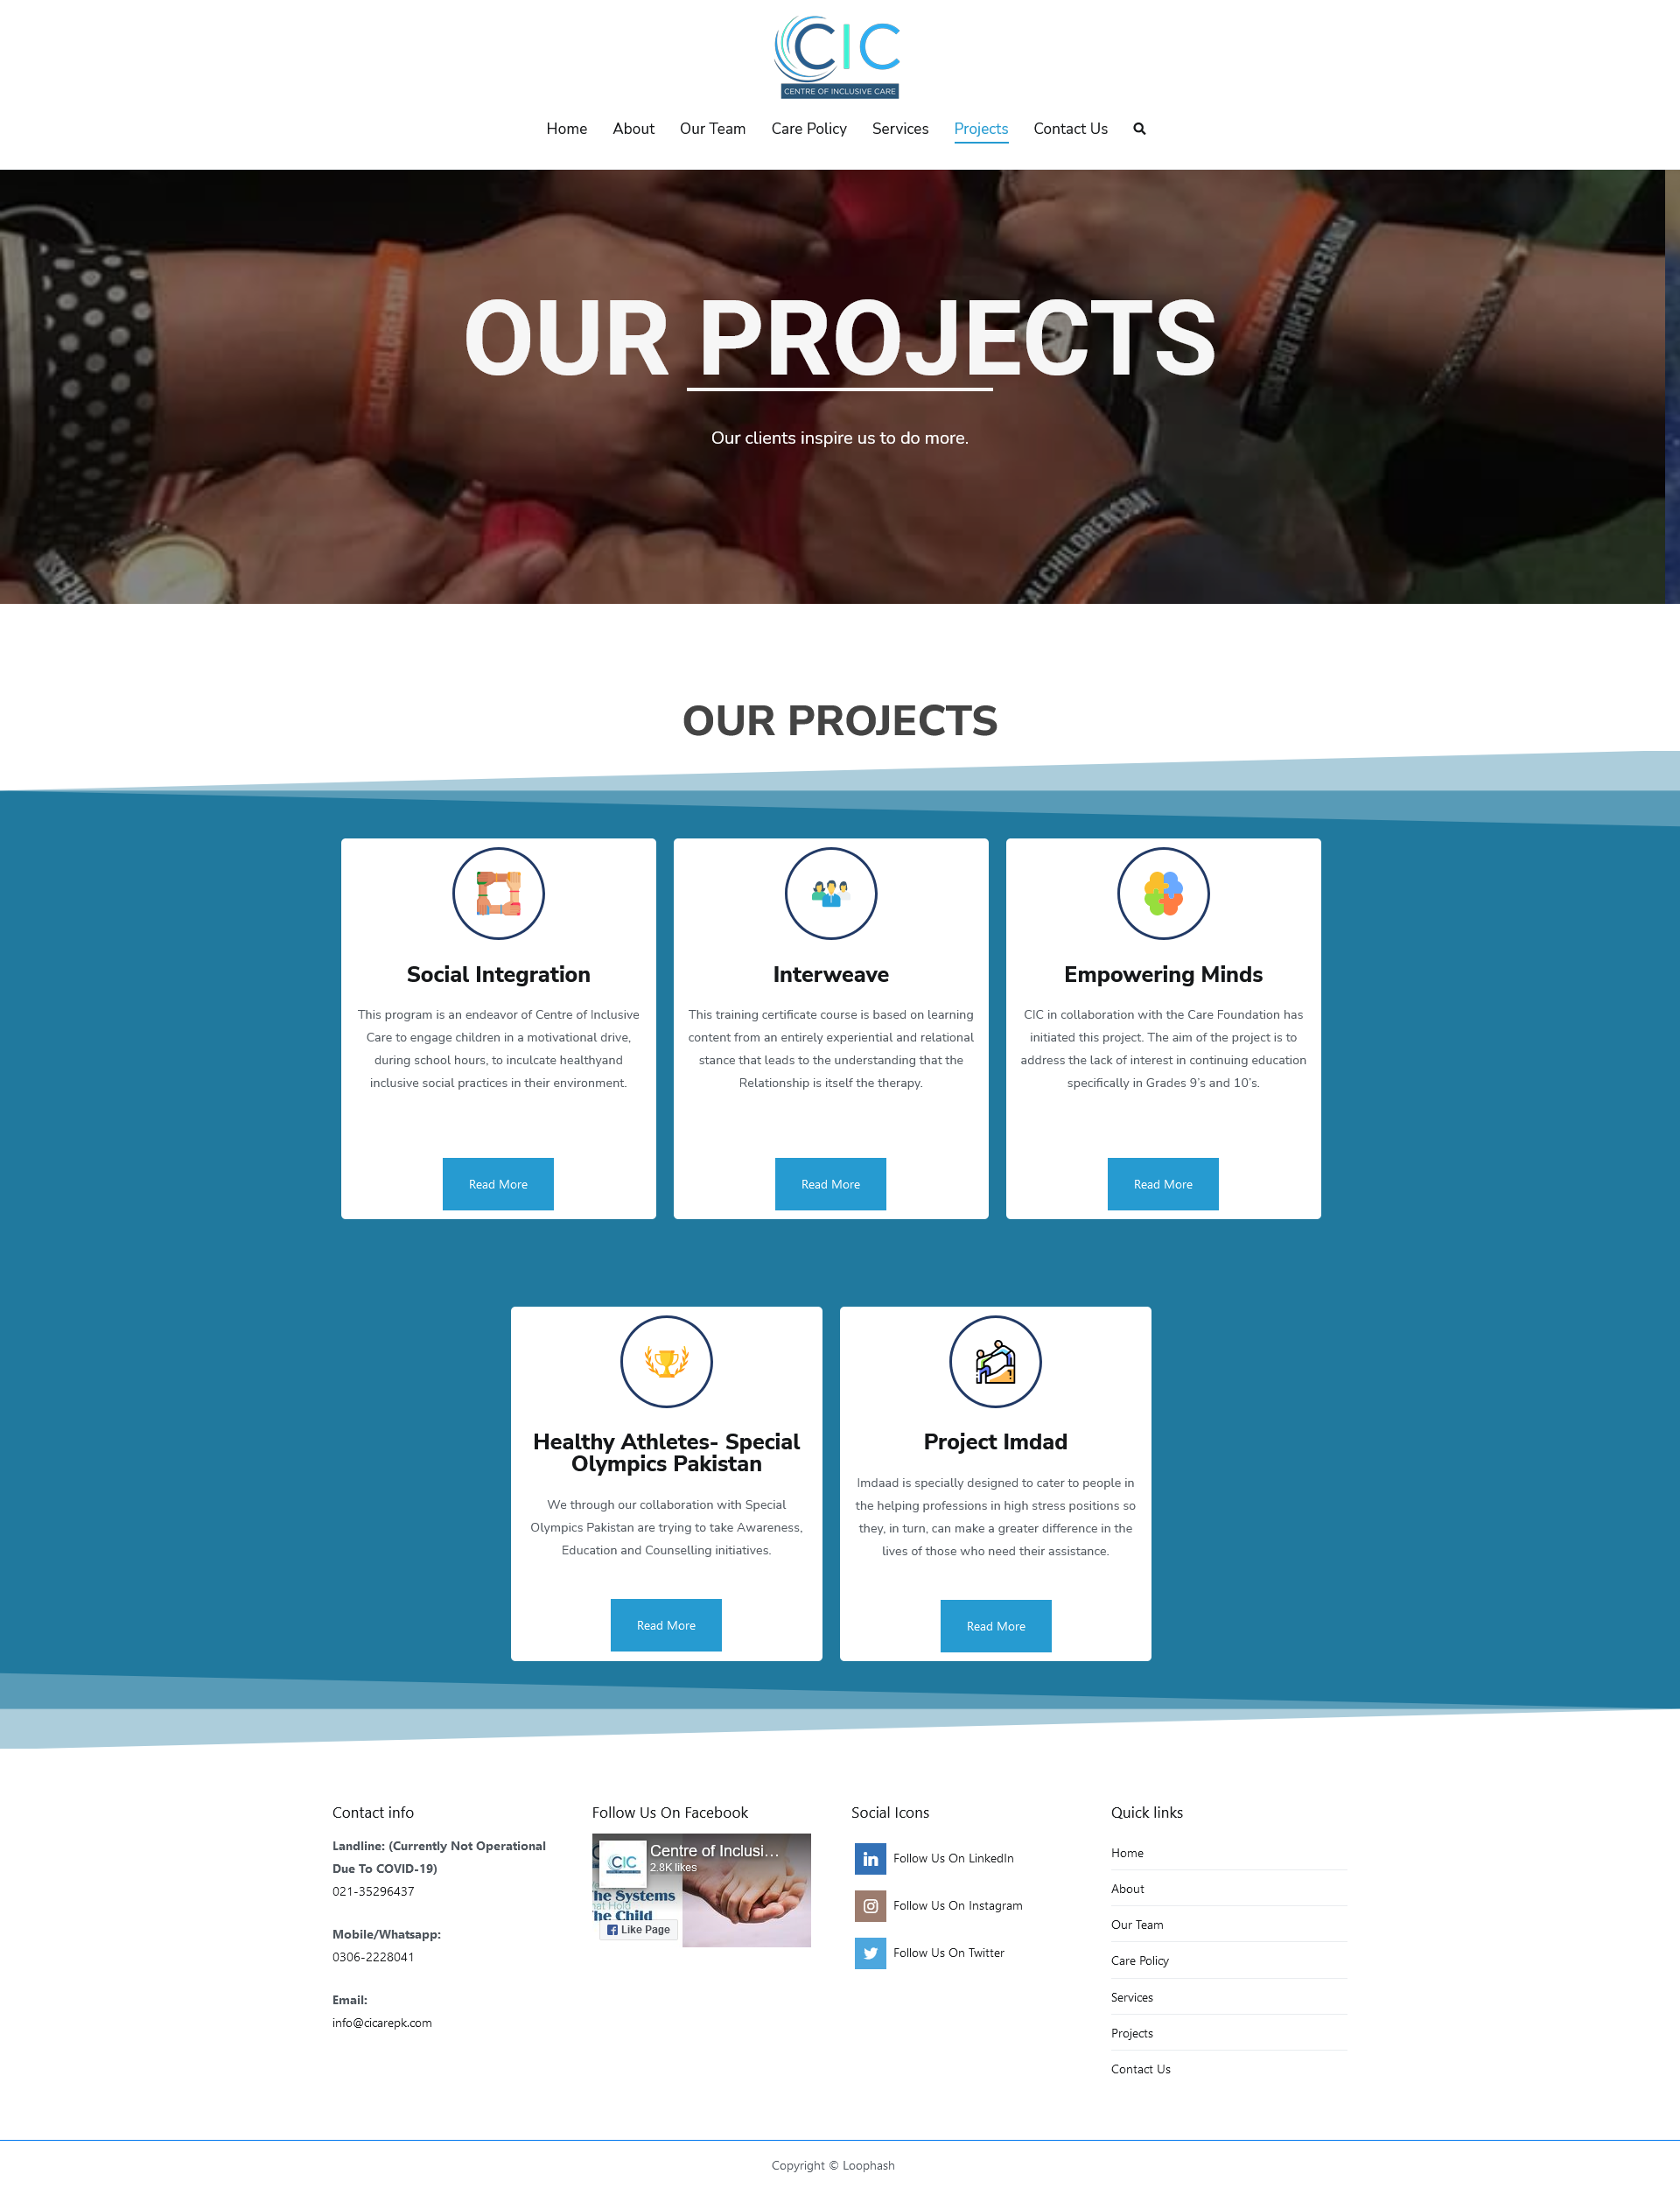 CIC
CENTRE OF INCLUSIVE CARE
Home About Our Team Care Policy Services Projects Contact Us
OUR PROJECTS
Our clients inspire us to do more.
OUR PROJECTS
Social Integration
This program is an endeavor of Centre of Inclusive
Care to engage children in a motivational drive,
during school hours, to inculcate healthyand
inclusive social practices in their environment.
Read More
Interweave
This training certificate course is based on learning
content from an entirely experiential and relational
stance that leads to the understanding that the
Relationship is itself the therapy.
Read More
Empowering Minds
CIC in collaboration with the Care Foundation has
initiated this project. The aim of the project is to
address the lack of interest in continuing education
specifically in Grades 9’s and 10’s.
Read More
Healthy Athletes- Special
Olympics Pakistan
We through our collaboration with Special
Olympics Pakistan are trying to take Awareness,
Education and Counselling initiatives.
Read More
Project Imdad
Imdaad is specially designed to cater to people in
the helping professions in high stress positions so
they, in turn, can make a greater difference in the
lives of those who need their assistance.
Read More
Contact info
Landline: (Currently Not Operational
Due To COVID-19)
021-35296437
Mobile/Whatsapp:
0306-2228041
Email:
info@cicarepk.com
Follow Us On Facebook
Centre of Inclusi…
2.8K likes
CIC
The Systems
that Hold
The Child
Like Page
Social Icons
Follow Us On LinkedIn
Follow Us On Instagram
Follow Us On Twitter
Quick links
Home
About
Our Team
Care Policy
Services
Projects
Contact Us
Copyright © Loophash